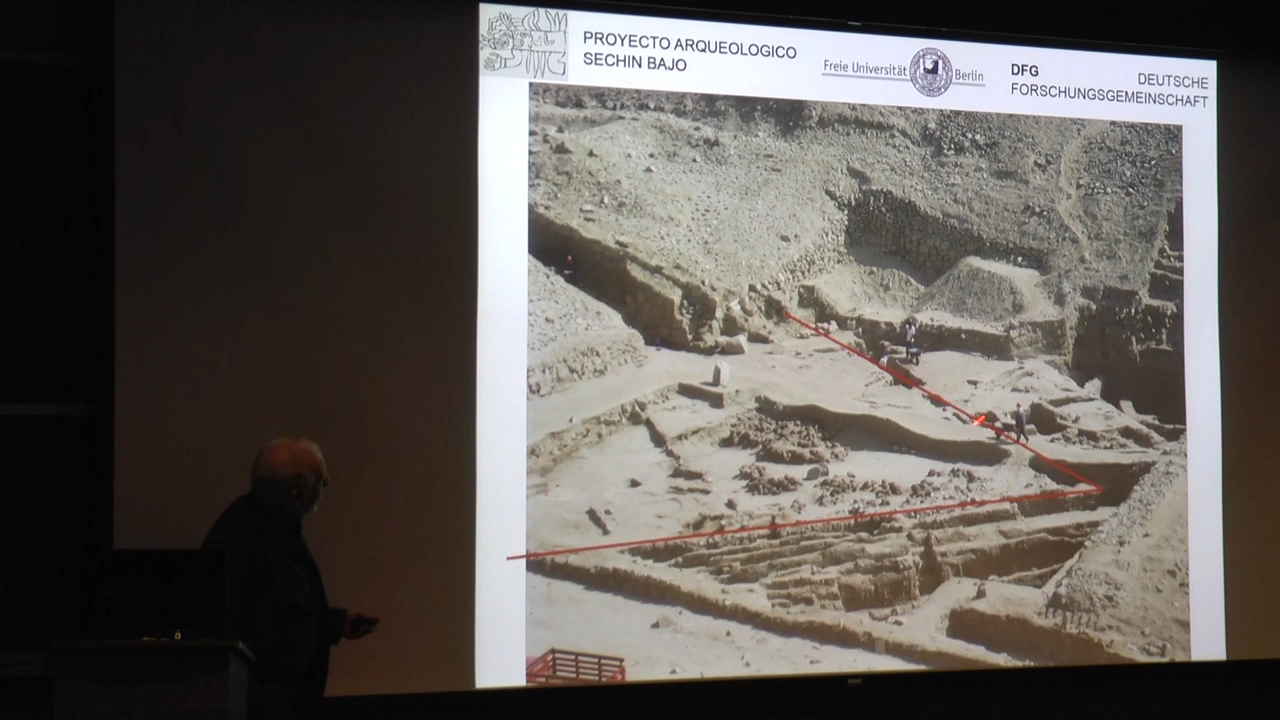 PROYECTO ARQUEOLOGICO
SECHIN BAJO
Freie Universität Berlin
DFG DEUTSCHE
FORSCHUNGSGEMEINSCHAFT